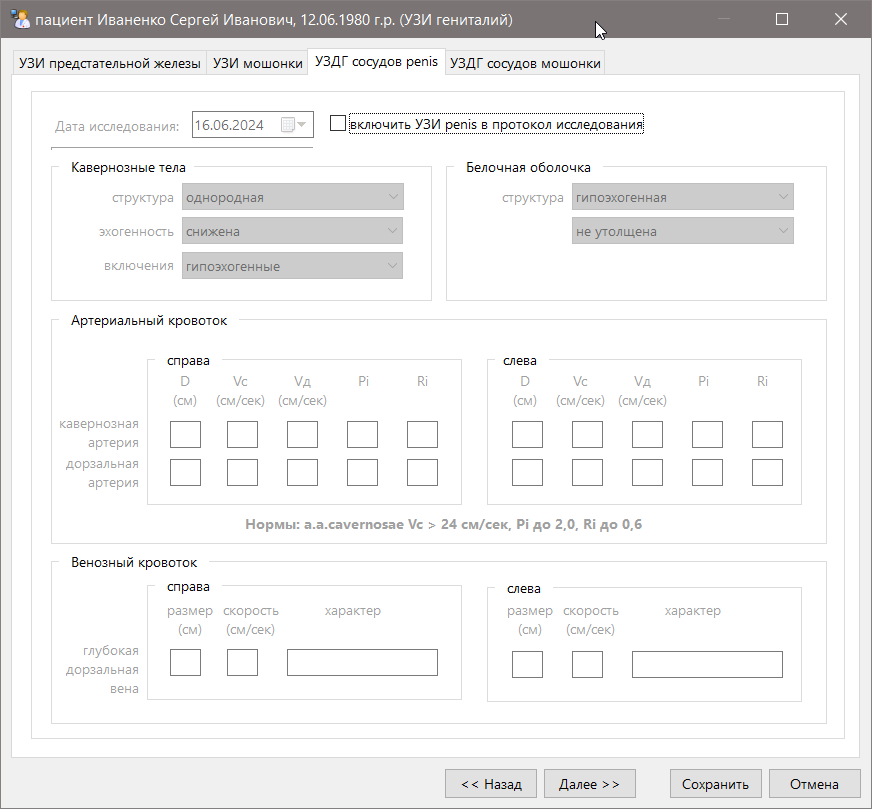 пациент Иваненко Сергей Иванович, 12.06.1980 г.р. (УЗИ гениталий)
УЗИ предстательной железы УЗИ мошонки УЗДГ сосудов penis УЗДГ сосудов мошонки
Дата исследования: 16.06.2024 включить УЗИ penis в протокол исследования
Кавернозные тела
структура однородная
эхогенность снижена
включения гипоэхогенные
Белочная оболочка
структура гипоэхогенная
не утолщена
Артериальный кровоток
справа слева
D Vc Vд Pi Ri D Vc Vд Pi Ri
(см) (см/сек) (см/сек) (см) (см/сек) (см/сек)
кавернозная
артерия
дорзальная
артерия
Нормы: a.a.cavernosae Vc > 24 см/сек, Pi до 2,0, Ri до 0,6
Венозный кровоток
справа слева
размер скорость характер размер скорость характер
(см) (см/сек) (см) (см/сек)
глубокая
дорзальная
вена
<< Назад Далее >> Сохранить Отмена